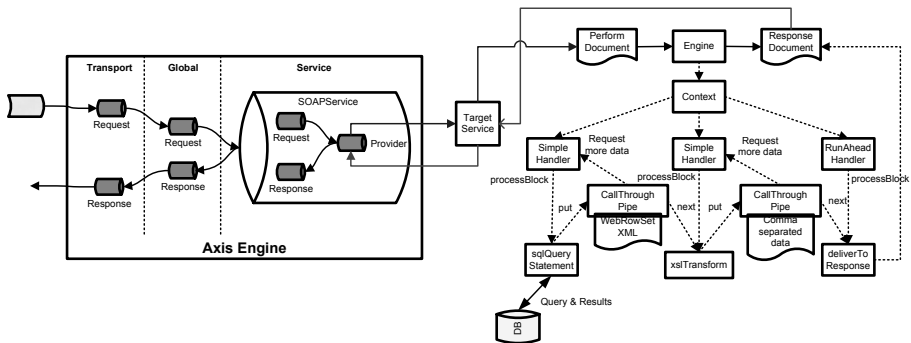 Transport
Global
Service
SOAPService
Request
Request
Request
Provider
Response
Response
Response
Axis Engine
Target
Service
Perform
Document
Engine
Response
Document
Context
Simple
Handler
Request
more data
Simple
Handler
Request
more data
RunAhead
Handler
processBlock
processBlock
processBlock
put
CallThrough
Pipe
next
put
CallThrough
Pipe
next
WebRowSet
XML
Comma
separated
data
sqlQuery
Statement
xslTransform
deliverTo
Response
Query & Results
DB